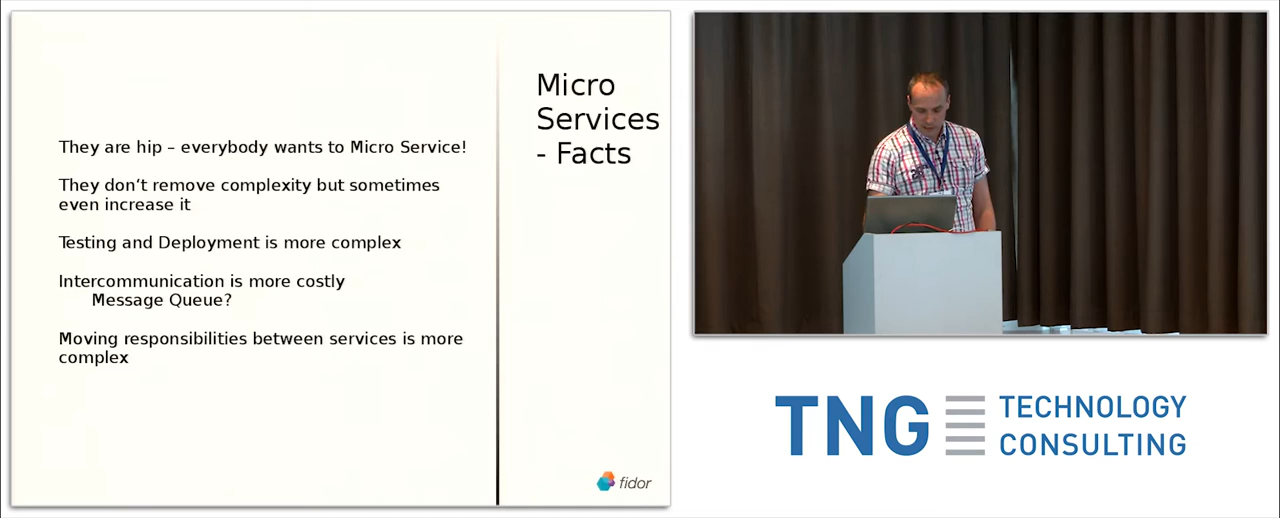 Micro
Services
- Facts
They are hip – everybody wants to Micro Service!
They don‘t remove complexity but sometimes
even increase it
Testing and Deployment is more complex
Intercommunication is more costly
Message Queue?
Moving responsibilities between services is more
complex
fidor
TNG TECHNOLOGY
CONSULTING